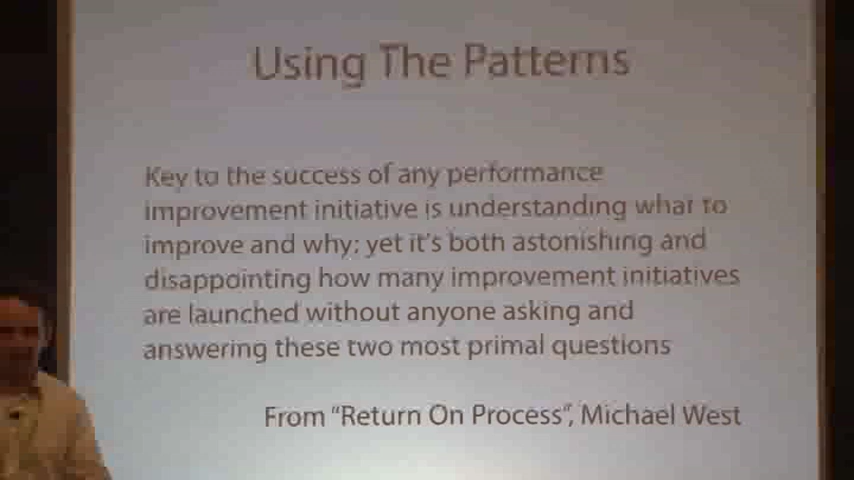 Using The Patterns
Key to the success of any performance
improvement initiative is understanding what to
improve and why; yet it's both astonishing and
disappointing how many improvement initiatives
are launched without anyone asking and
answering these two most primal questions
From "Return On Process", Michael West